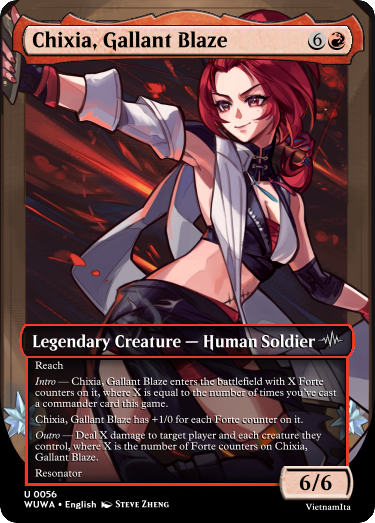 Chixia, Gallant Blaze 6
Legendary Creature — Human Soldier
Reach
Intro — Chixia, Gallant Blaze enters the battlefield with X Forte
counters on it, where X is equal to the number of times you've cast
a commander card this game.
Chixia, Gallant Blaze has +1/0 for each Forte counter on it.
Outro — Deal X damage to target player and each creature they
control, where X is the number of Forte counters on Chixia,
Gallant Blaze.
Resonator
6/6
U 0056
WUWA • English Steve Zheng
VietnamIta